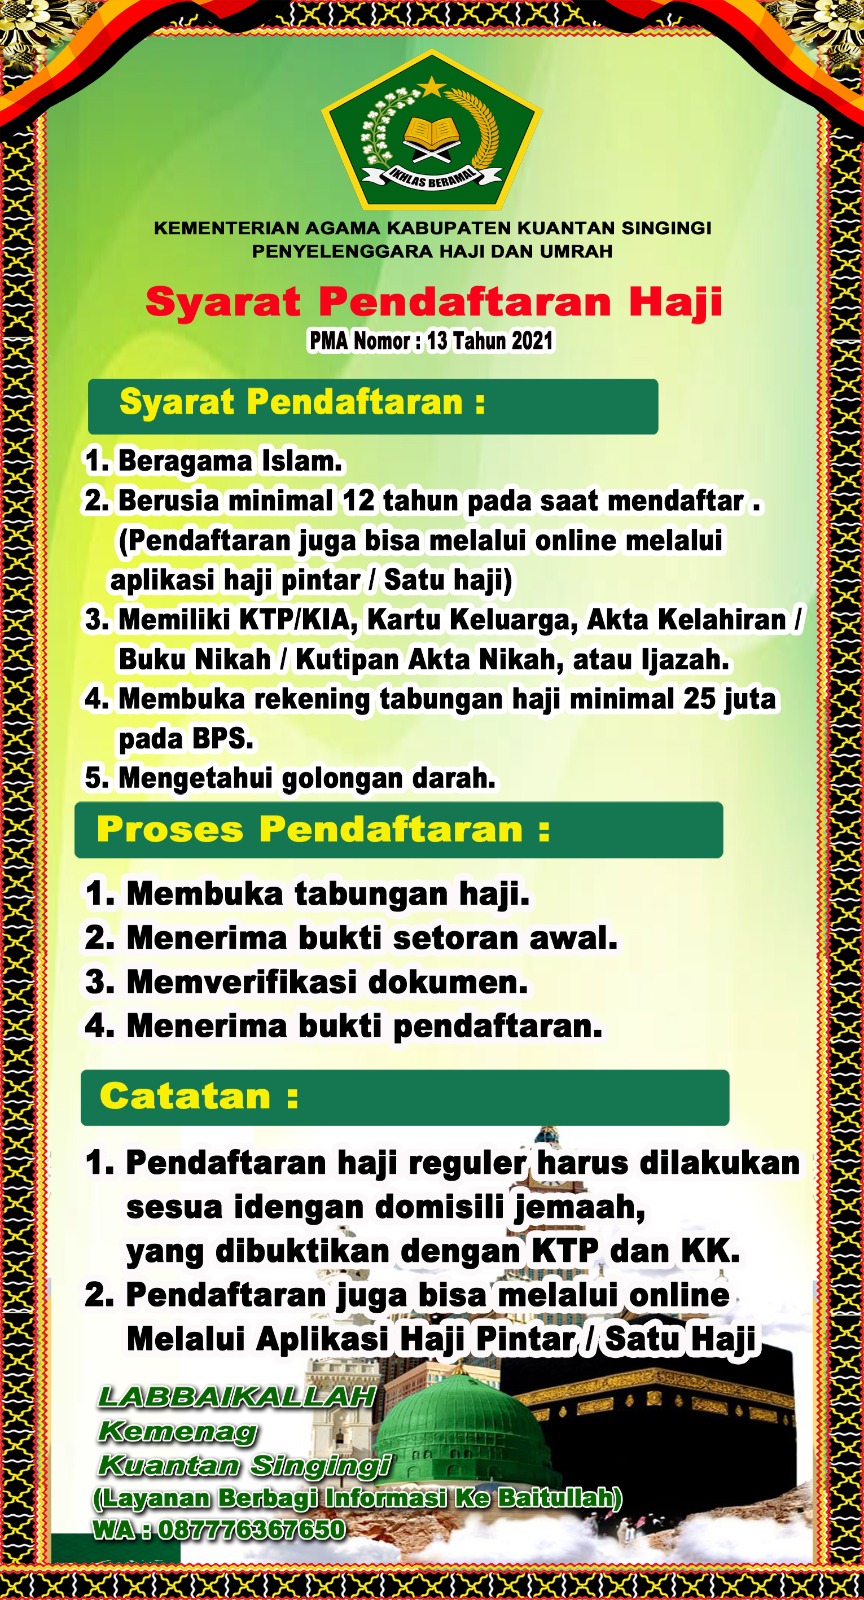 IKHLAS BERAMAL
KEMENTERIAN AGAMA KABUPATEN KUANTAN SINGINGI
PENYELENGGARA HAJI DAN UMRAH
Syarat Pendaftaran Haji
PMA Nomor : 13 Tahun 2021
Syarat Pendaftaran :
1. Beragama Islam.
2. Berusia minimal 12 tahun pada saat mendaftar .
(Pendaftaran juga bisa melalui online melalui
aplikasi haji pintar / Satu haji)
3. Memiliki KTP/KIA, Kartu Keluarga, Akta Kelahiran /
Buku Nikah / Kutipan Akta Nikah, atau Ijazah.
4. Membuka rekening tabungan haji minimal 25 juta
pada BPS.
5. Mengetahui golongan darah.
Proses Pendaftaran :
1. Membuka tabungan haji.
2. Menerima bukti setoran awal.
3. Memverifikasi dokumen.
4. Menerima bukti pendaftaran.
Catatan :
1. Pendaftaran haji reguler harus dilakukan
sesua idengan domisili jemaah,
yang dibuktikan dengan KTP dan KK.
2. Pendaftaran juga bisa melalui online
Melalui Aplikasi Haji Pintar / Satu Haji
LABBAIKALLAH
Kemenag
Kuantan Singingi
(Layanan Berbagi Informasi Ke Baitullah)
WA : 087776367650